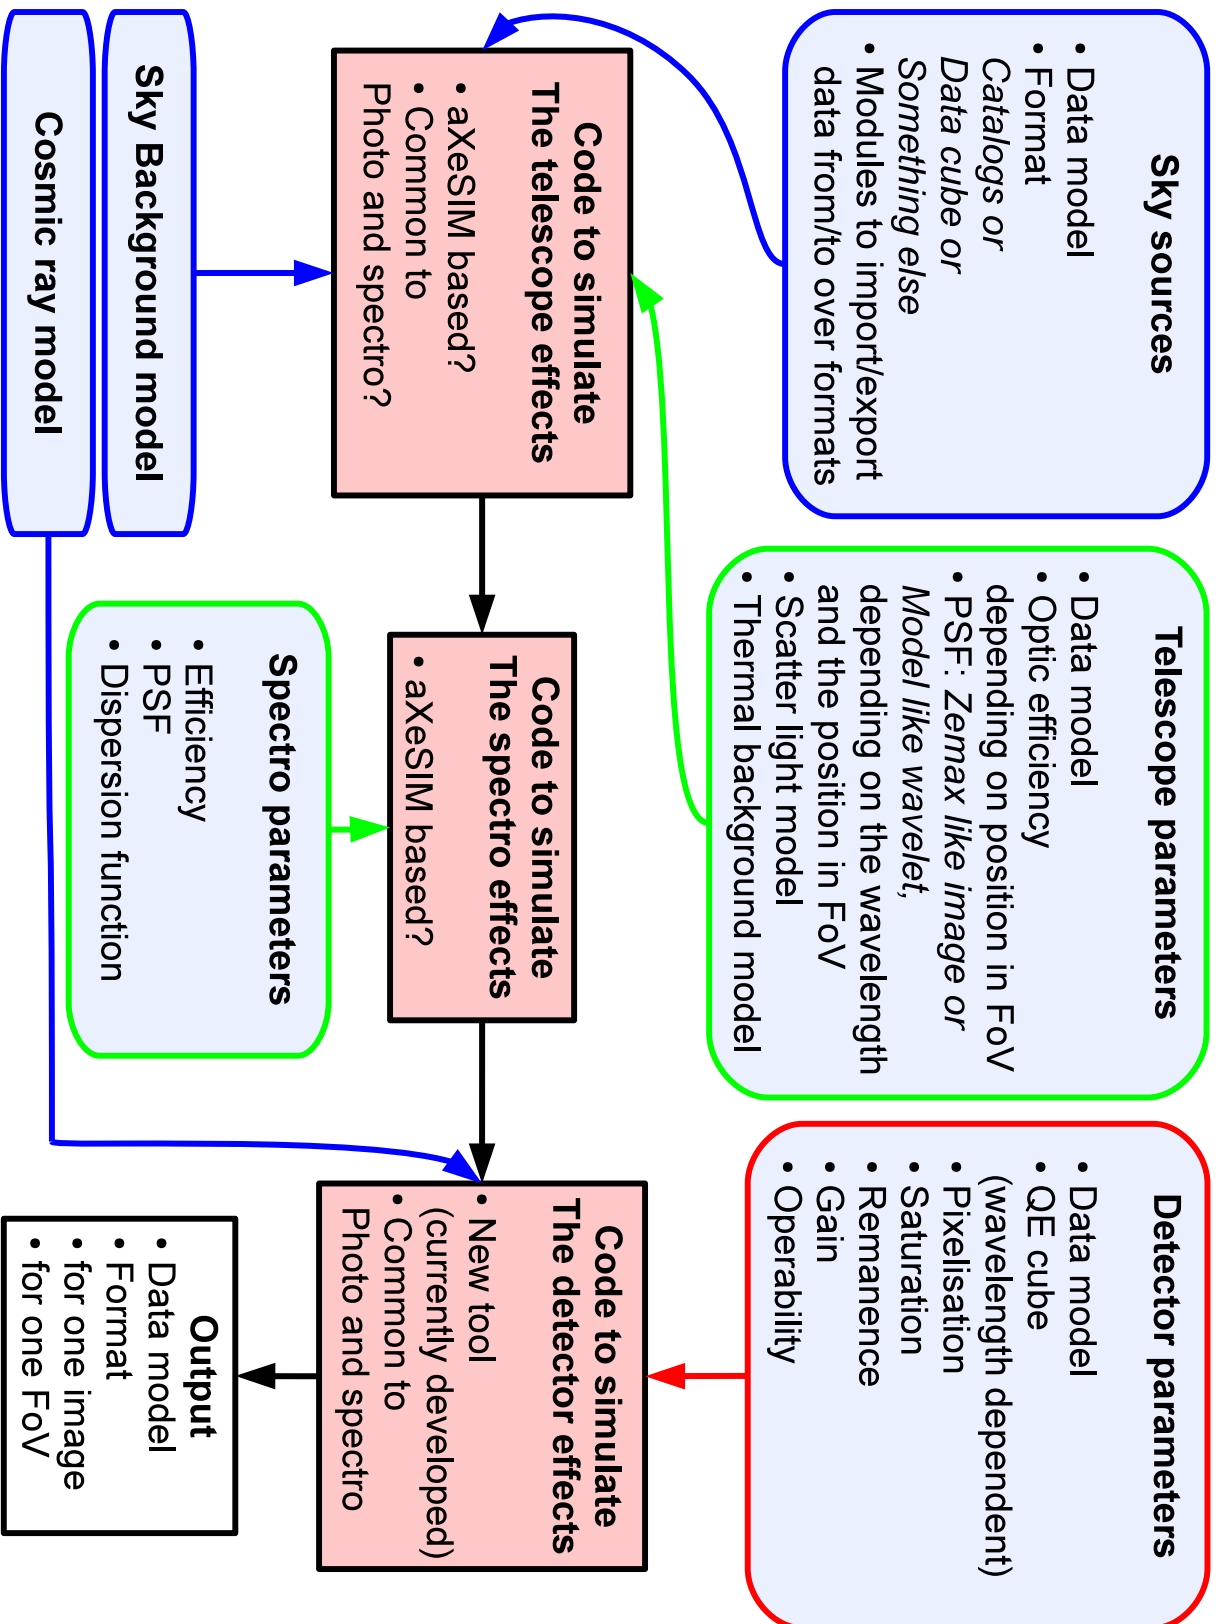 Sky sources
• Data model
• Format
Catalogs or
Data cube or
Something else
• Modules to import/export
data from/to over formats
Telescope parameters
• Data model
• Optic efficiency
depending on position in FoV
• PSF: Zemax like image or
Model like wavelet,
depending on the wavelength
and the position in FoV
• Scatter light model
• Thermal background model
Detector parameters
• Data model
• QE cube
(wavelength dependent)
• Pixelisation
• Saturation
• Remanence
• Gain
• Operability
Code to simulate
The telescope effects
• aXeSIM based?
• Common to
Photo and spectro?
Code to simulate
The spectro effects
• aXeSIM based?
Code to simulate
The detector effects
• New tool
(currently developed)
• Common to
Photo and spectro
Sky Background model
Cosmic ray model
Spectro parameters
• Efficiency
• PSF
• Dispersion function
Output
• Data model
• Format
• for one image
• for one FoV